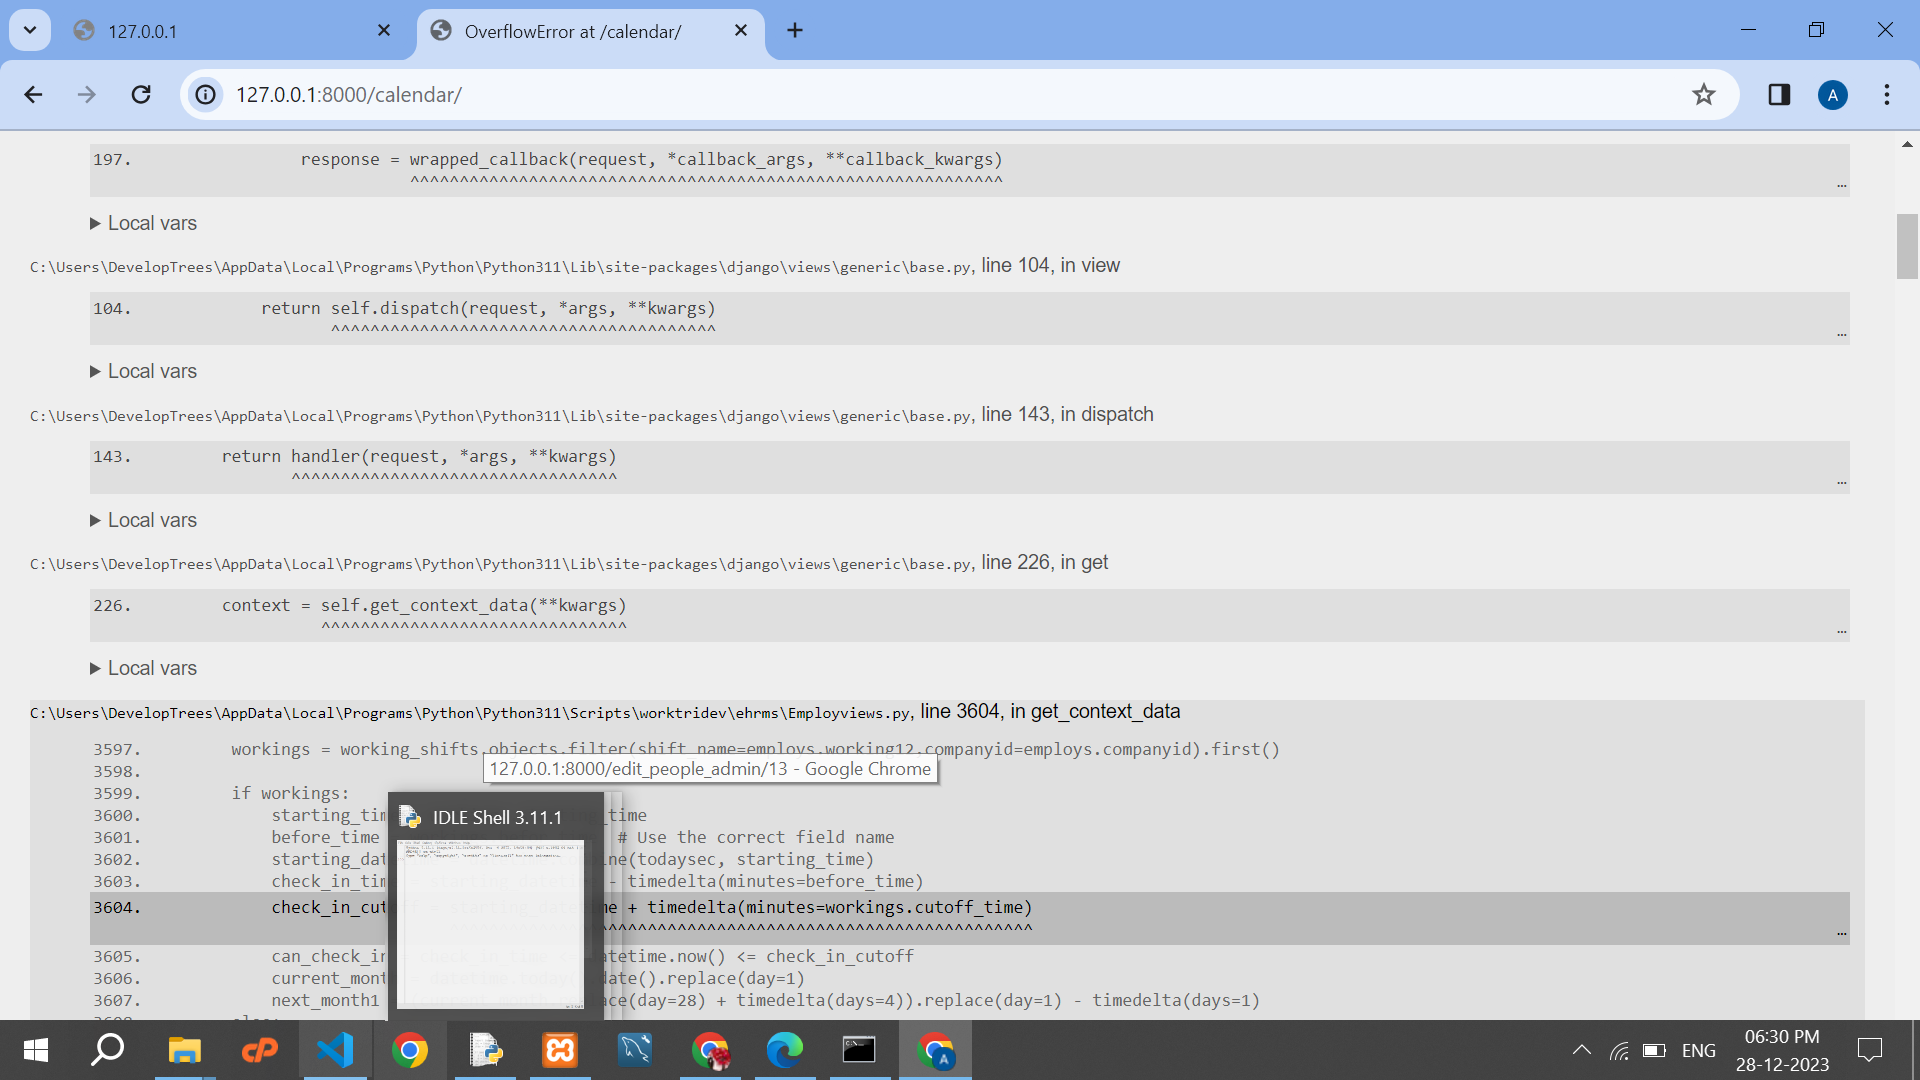 127.0.0.1
OverflowError at /calendar/
127.0.0.1:8000/calendar/
A
197. response = wrapped_callback(request, *callback_args, **callback_kwargs)
^^^^^^^^^^^^^^^^^^^^^^^^^^^^^^^^^^^^^^^^^^^^^^^^^^^^^^^^^^^^
…
Local vars
C:\Users\DevelopTrees\AppData\Local\Programs\Python\Python311\Lib\site-packages\django\views\generic\base.py, line 104, in view
104. return self.dispatch(request, *args, **kwargs)
^^^^^^^^^^^^^^^^^^^^^^^^^^^^^^^^^^^^^^^
…
Local vars
C:\Users\DevelopTrees\AppData\Local\Programs\Python\Python311\Lib\site-packages\django\views\generic\base.py, line 143, in dispatch
143. return handler(request, *args, **kwargs)
^^^^^^^^^^^^^^^^^^^^^^^^^^^^^^^^^
…
Local vars
C:\Users\DevelopTrees\AppData\Local\Programs\Python\Python311\Lib\site-packages\django\views\generic\base.py, line 226, in get
226. context = self.get_context_data(**kwargs)
^^^^^^^^^^^^^^^^^^^^^^^^^^^^^^^
…
Local vars
C:\Users\DevelopTrees\AppData\Local\Programs\Python\Python311\Scripts\worktridev\ehrms\Employviews.py, line 3604, in get_context_data
3597. workings = working_shifts.objects.filter(shift_name=employs.working12,companyid=employs.companyid).first()
127.0.0.1:8000/edit_people_admin/13 - Google Chrome
3598.
3599. if workings:
IDLE Shell 3.11.1
3600. starting_tim _time
3601. before_time # Use the correct field name
3602. starting_dat ne(todaysec, starting_time)
3603. check_in_tim - timedelta(minutes=before_time)
3604. check_in_cut me + timedelta(minutes=workings.cutoff_time)
^^^^^^^^^^^^^^^^^^^^^^^^^^^^^^^^^^^^^^^^^^^
…
3605. can_check_in atetime.now() <= check_in_cutoff
3606. current_mont date().replace(day=1)
3607. next_month1 ce(day=28) + timedelta(days=4)).replace(day=1) - timedelta(days=1)
ENG
06:30 PM
28-12-2023